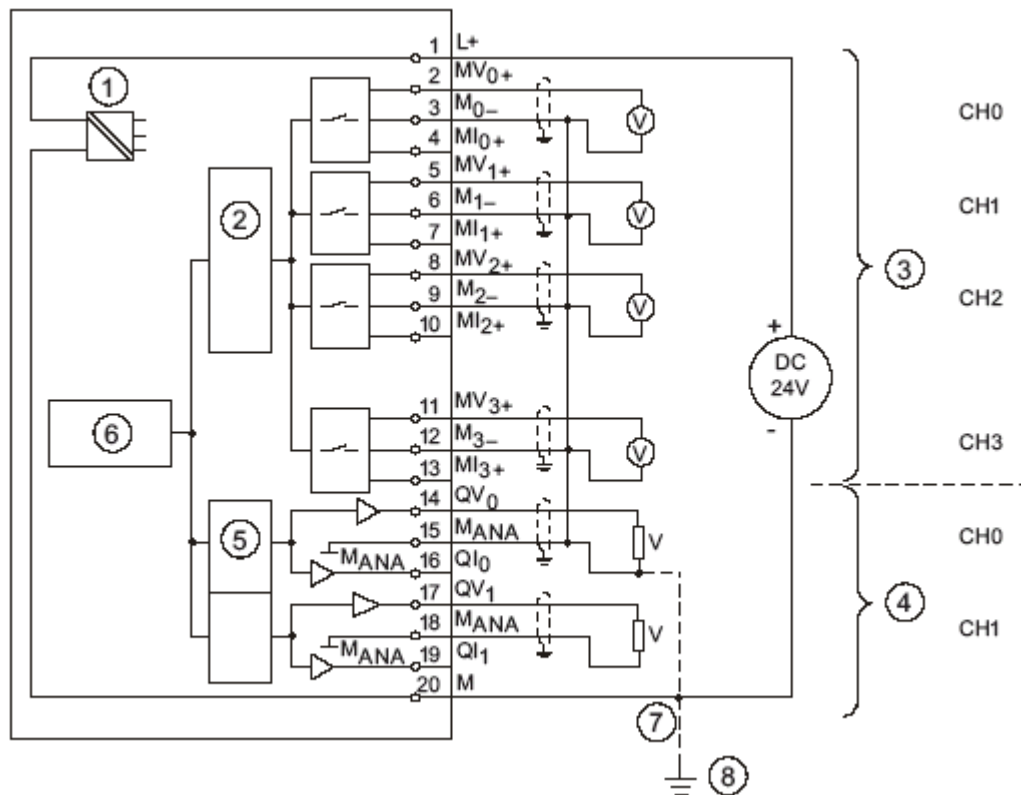 1 L+
2 MV0+
3 M0−
4 MI0+
5 MV1+
6 M1−
7 MI1+
8 MV2+
9 M2−
10 MI2+
11 MV3+
12 M3−
13 MI3+
14 QV0
15 MANA
16 QI0
17 QV1
18 MANA
19 QI1
20 M
MANA
MANA
1
2
6
5
V
V
V
V
V
V
+
DC
24V
-
3
4
7
8
CH0
CH1
CH2
CH3
CH0
CH1